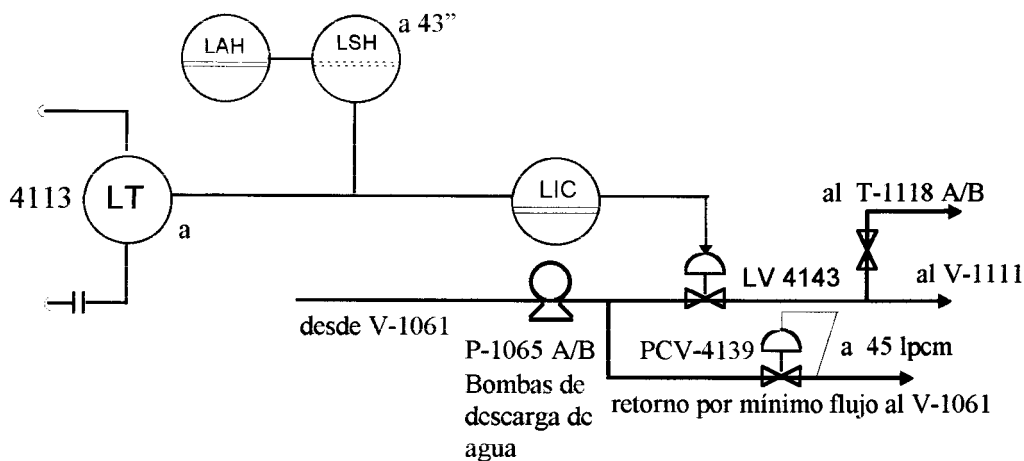 LAH
LSH
a 43”
4113
LT
a
LIC
al T-1118 A/B
LV 4143
al V-1111
desde V-1061
P-1065 A/B
Bombas de
descarga de
agua
PCV-4139
a 45 lpcm
retorno por mínimo flujo al V-1061